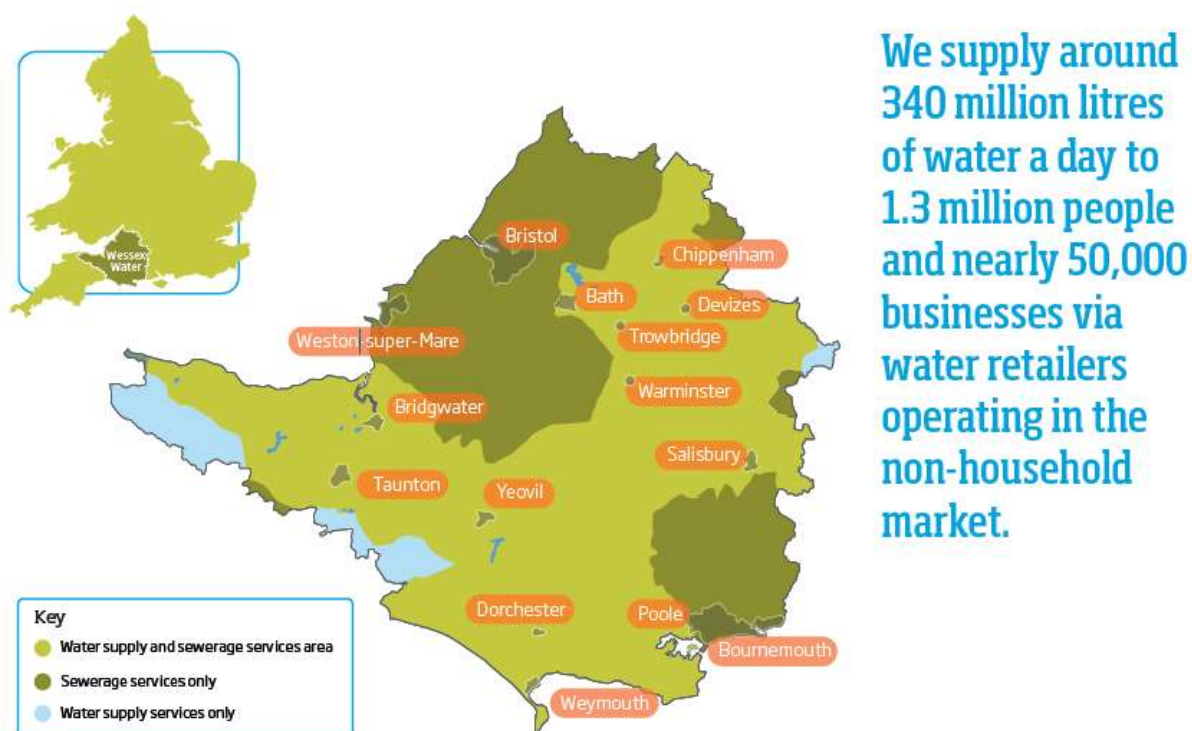 Wessex
Water
We supply around
340 million litres
of water a day to
1.3 million people
and nearly 50,000
businesses via
water retailers
operating in the
non-household
market.
Bristol
Chippenham
Bath
Devizes
Trowbridge
Weston-super-Mare
Warminster
Bridgwater
Salisbury
Taunton
Yeovil
Dorchester
Poole
Bournemouth
Weymouth
Key
Water supply and sewerage services area
Sewerage services only
Water supply services only